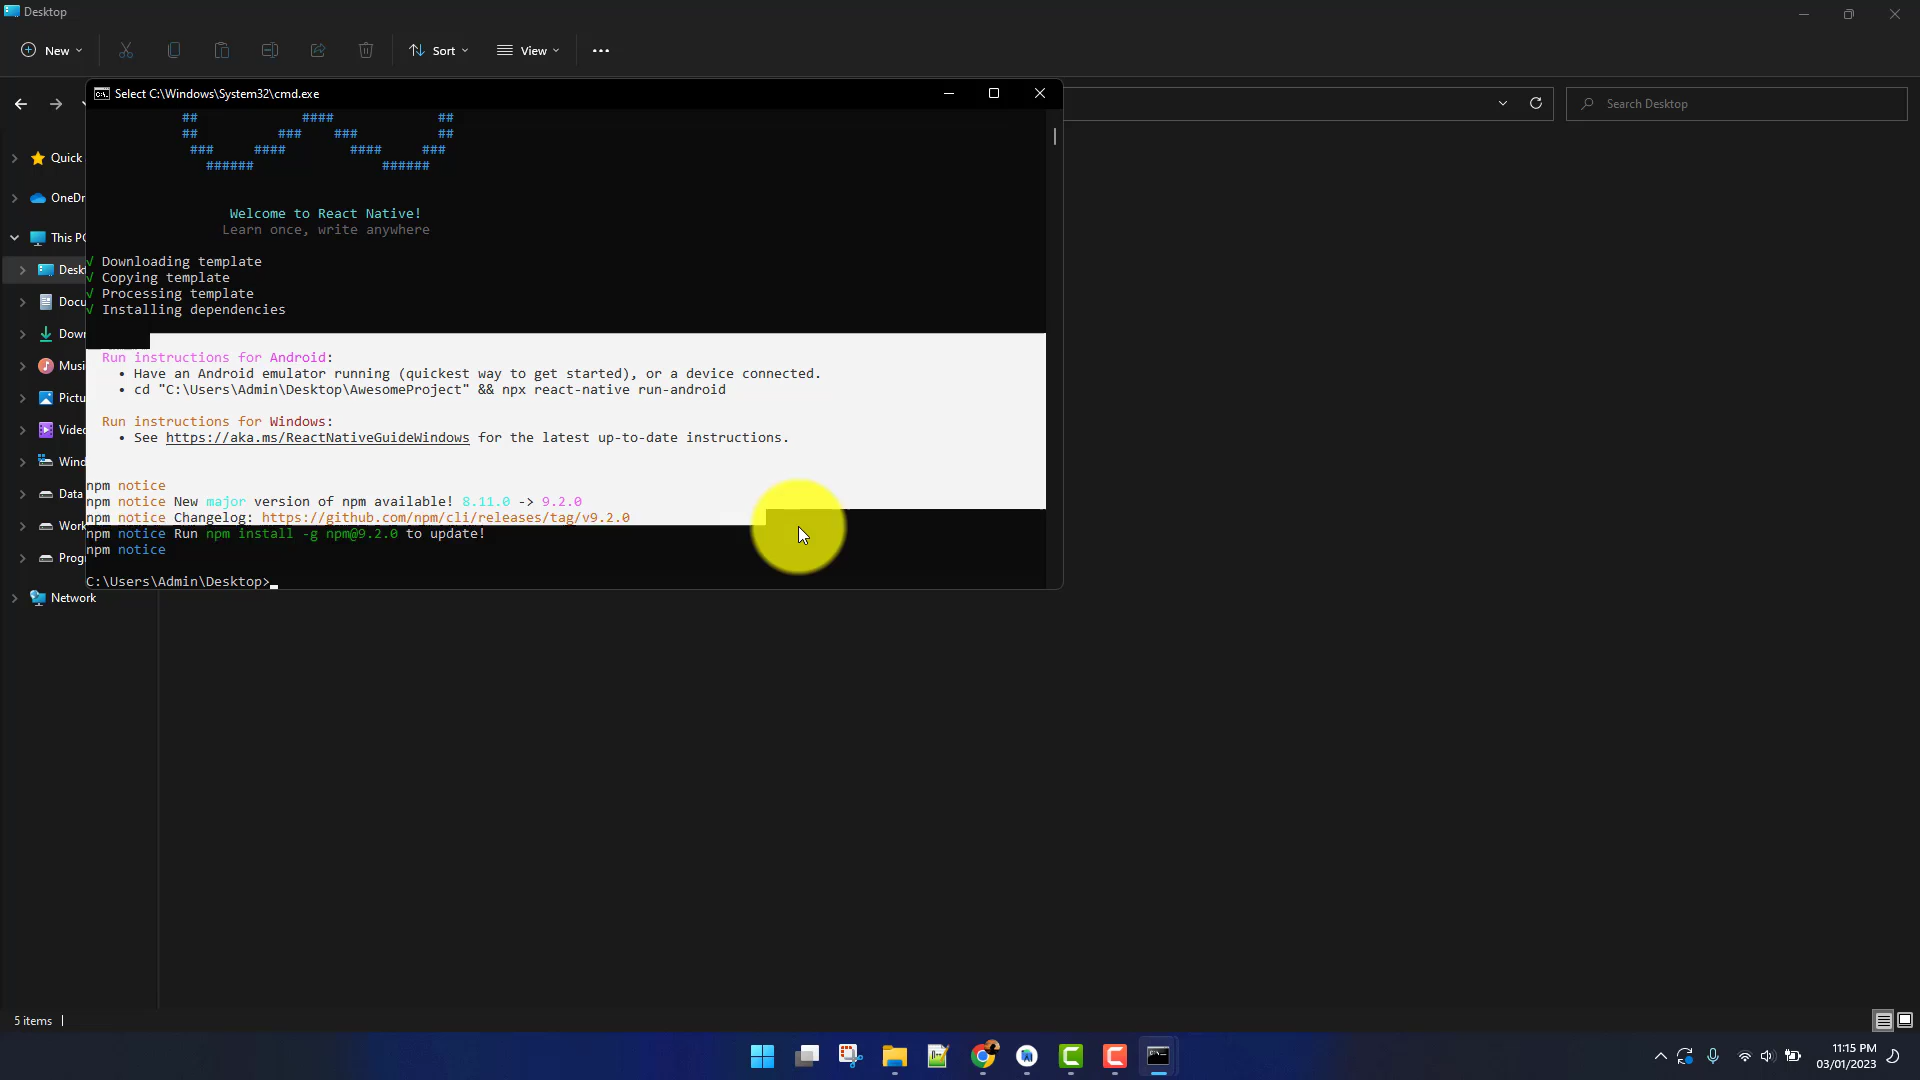 Desktop
New
Sort
View
Select C:\Windows\System32\cmd.exe
Search Desktop
## #### ##
## ### ### ##
### #### #### ###
###### ######
Quick
OneDr
This PC
Desk
Docu
Down
Musi
Pictu
Video
Wind
Data
Work
Prog
Network
Welcome to React Native!
Learn once, write anywhere
√ Downloading template
√ Copying template
√ Processing template
√ Installing dependencies
Run instructions for Android:
• Have an Android emulator running (quickest way to get started), or a device connected.
• cd "C:\Users\Admin\Desktop\AwesomeProject" && npx react-native run-android
Run instructions for Windows:
• See https://aka.ms/ReactNativeGuideWindows for the latest up-to-date instructions.
npm notice
npm notice New major version of npm available! 8.11.0 -> 9.2.0
npm notice Changelog: https://github.com/npm/cli/releases/tag/v9.2.0
npm notice Run npm install -g npm@9.2.0 to update!
npm notice
C:\Users\Admin\Desktop>
5 items
11:15 PM
03/01/2023